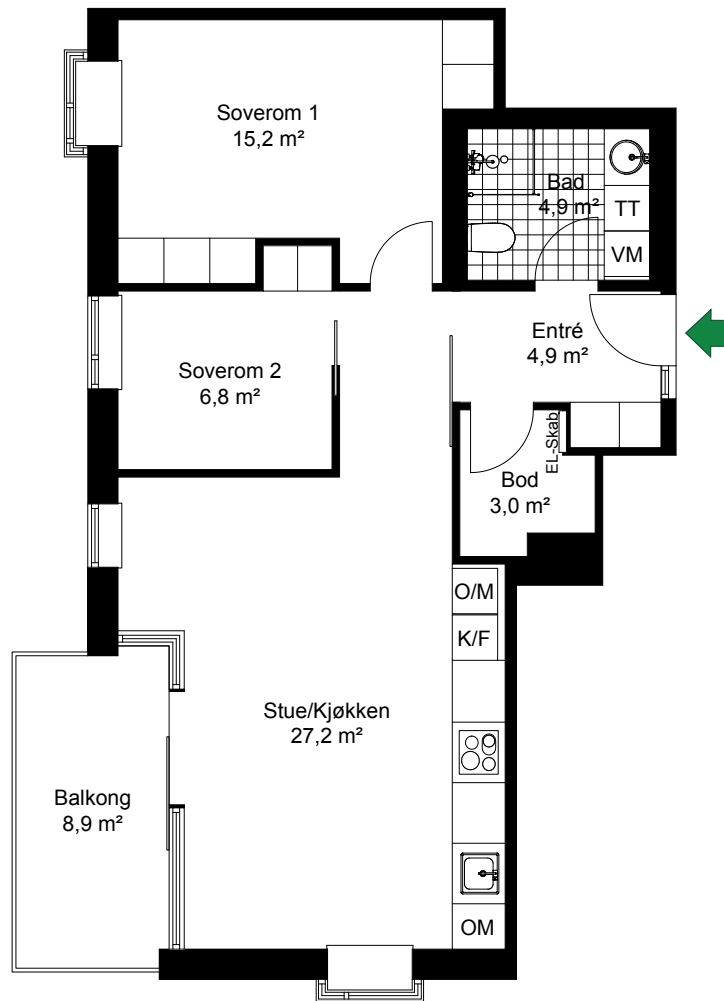 Soverom 1
15,2 m²
Bad
4,9 m²
TT
VM
Entré
4,9 m²
Soverom 2
6,8 m²
EL-Skab
Bod
3,0 m²
O/M
K/F
Stue/Kjøkken
27,2 m²
Balkong
8,9 m²
OM